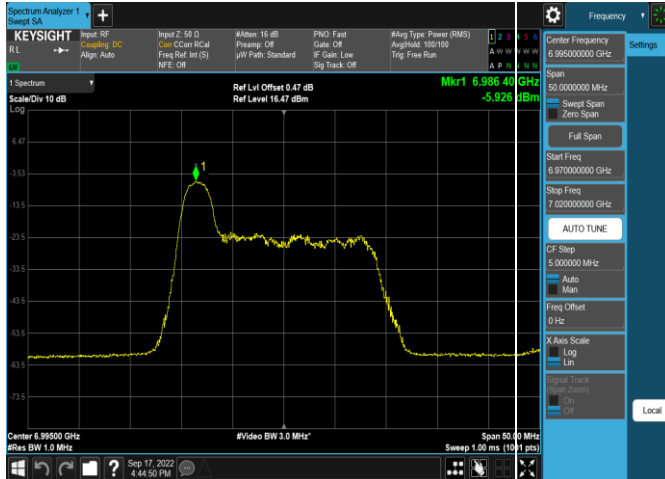 Spectrum Analyzer 1
Swept SA
Frequency
KEYSIGHT
RL
Input: RF
Coupling: DC
Align: Auto
Input Z: 50 Ω
Corr CCorr RCal
Freq Ref: Int (S)
NFE: Off
#Atten: 16 dB
Preamp: Off
µW Path: Standard
PNO: Fast
Gate: Off
IF Gain: Low
Sig Track: Off
#Avg Type: Power (RMS)
Avg|Hold: 100/100
Trig: Free Run
1 2 3 4 5 6
A W W W W W
A P N N N N
1 Spectrum
Scale/Div 10 dB
Log
Ref Lvl Offset 0.47 dB
Ref Level 16.47 dBm
Mkr1 6.986 40 GHz
-5.926 dBm
6.47
-3.53
-13.5
-23.5
-33.5
-43.5
-53.5
-63.5
-73.5
1
Center 6.99500 GHz
#Res BW 1.0 MHz
#Video BW 3.0 MHz*
Span 50.00 MHz
Sweep 1.00 ms (1001 pts)
Sep 17, 2022
4:44:50 PM
Center Frequency
6.995000000 GHz
Settings
Span
50.0000000 MHz
Swept Span
Zero Span
Full Span
Start Freq
6.970000000 GHz
Stop Freq
7.020000000 GHz
AUTO TUNE
CF Step
5.000000 MHz
Auto
Man
Freq Offset
0 Hz
X Axis Scale
Log
Lin
Signal Track
(Span Zoom)
On
Off
Local